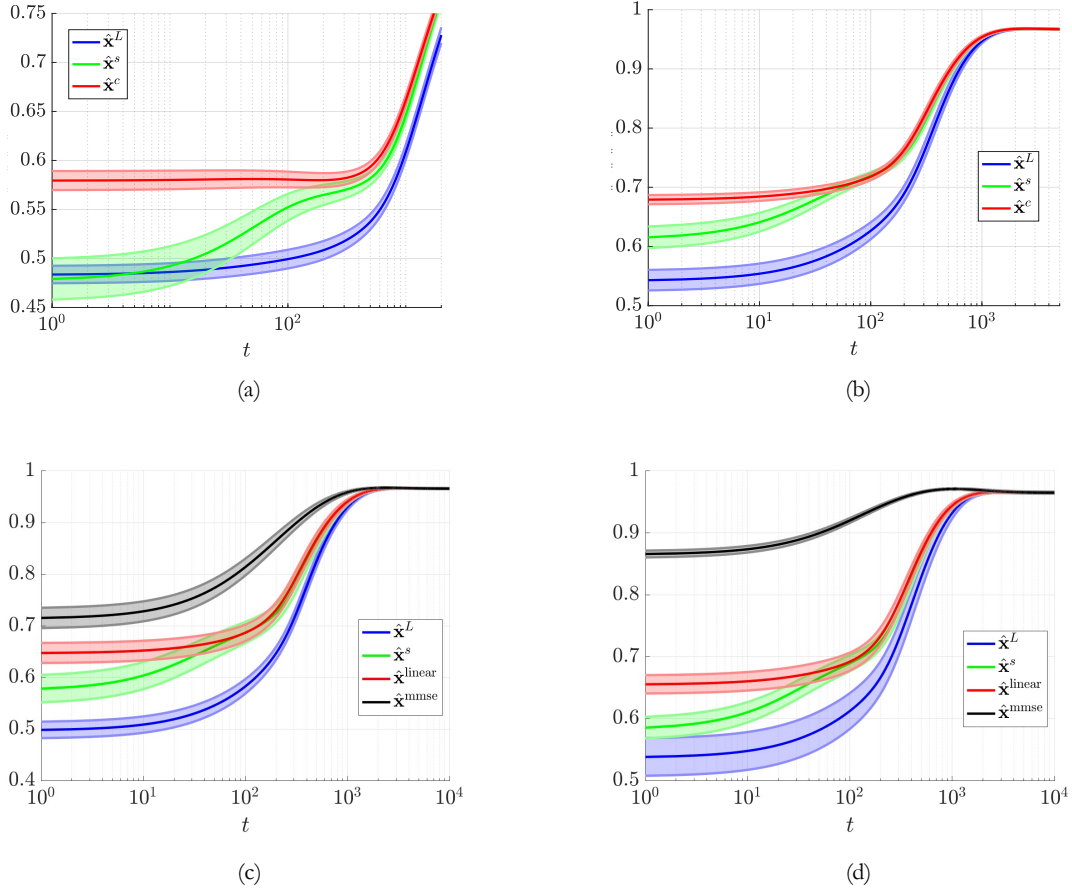 0.75
0.7
0.65
0.6
0.55
0.5
0.45
x̂^L
x̂^s
x̂^c
10^0
10^2
t
(a)
1
0.9
0.8
0.7
0.6
0.5
x̂^L
x̂^s
x̂^c
10^0
10^1
10^2
10^3
t
(b)
1
0.9
0.8
0.7
0.6
0.5
0.4
x̂^L
x̂^s
x̂^linear
x̂^mmse
10^0
10^1
10^2
10^3
10^4
t
(c)
1
0.9
0.8
0.7
0.6
0.5
x̂^L
x̂^s
x̂^linear
x̂^mmse
10^0
10^1
10^2
10^3
10^4
t
(d)